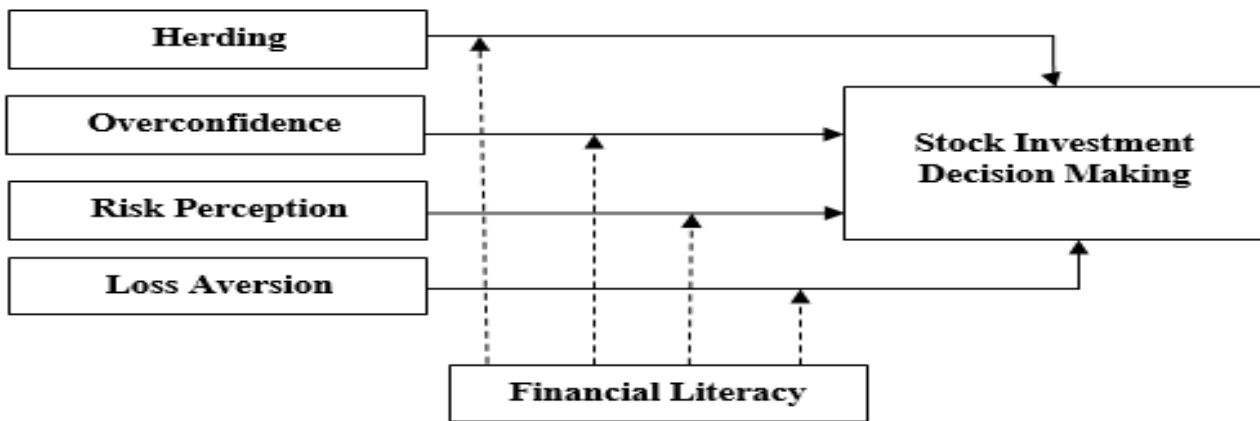 Herding
Overconfidence
Risk Perception
Loss Aversion
Stock Investment
Decision Making
Financial Literacy